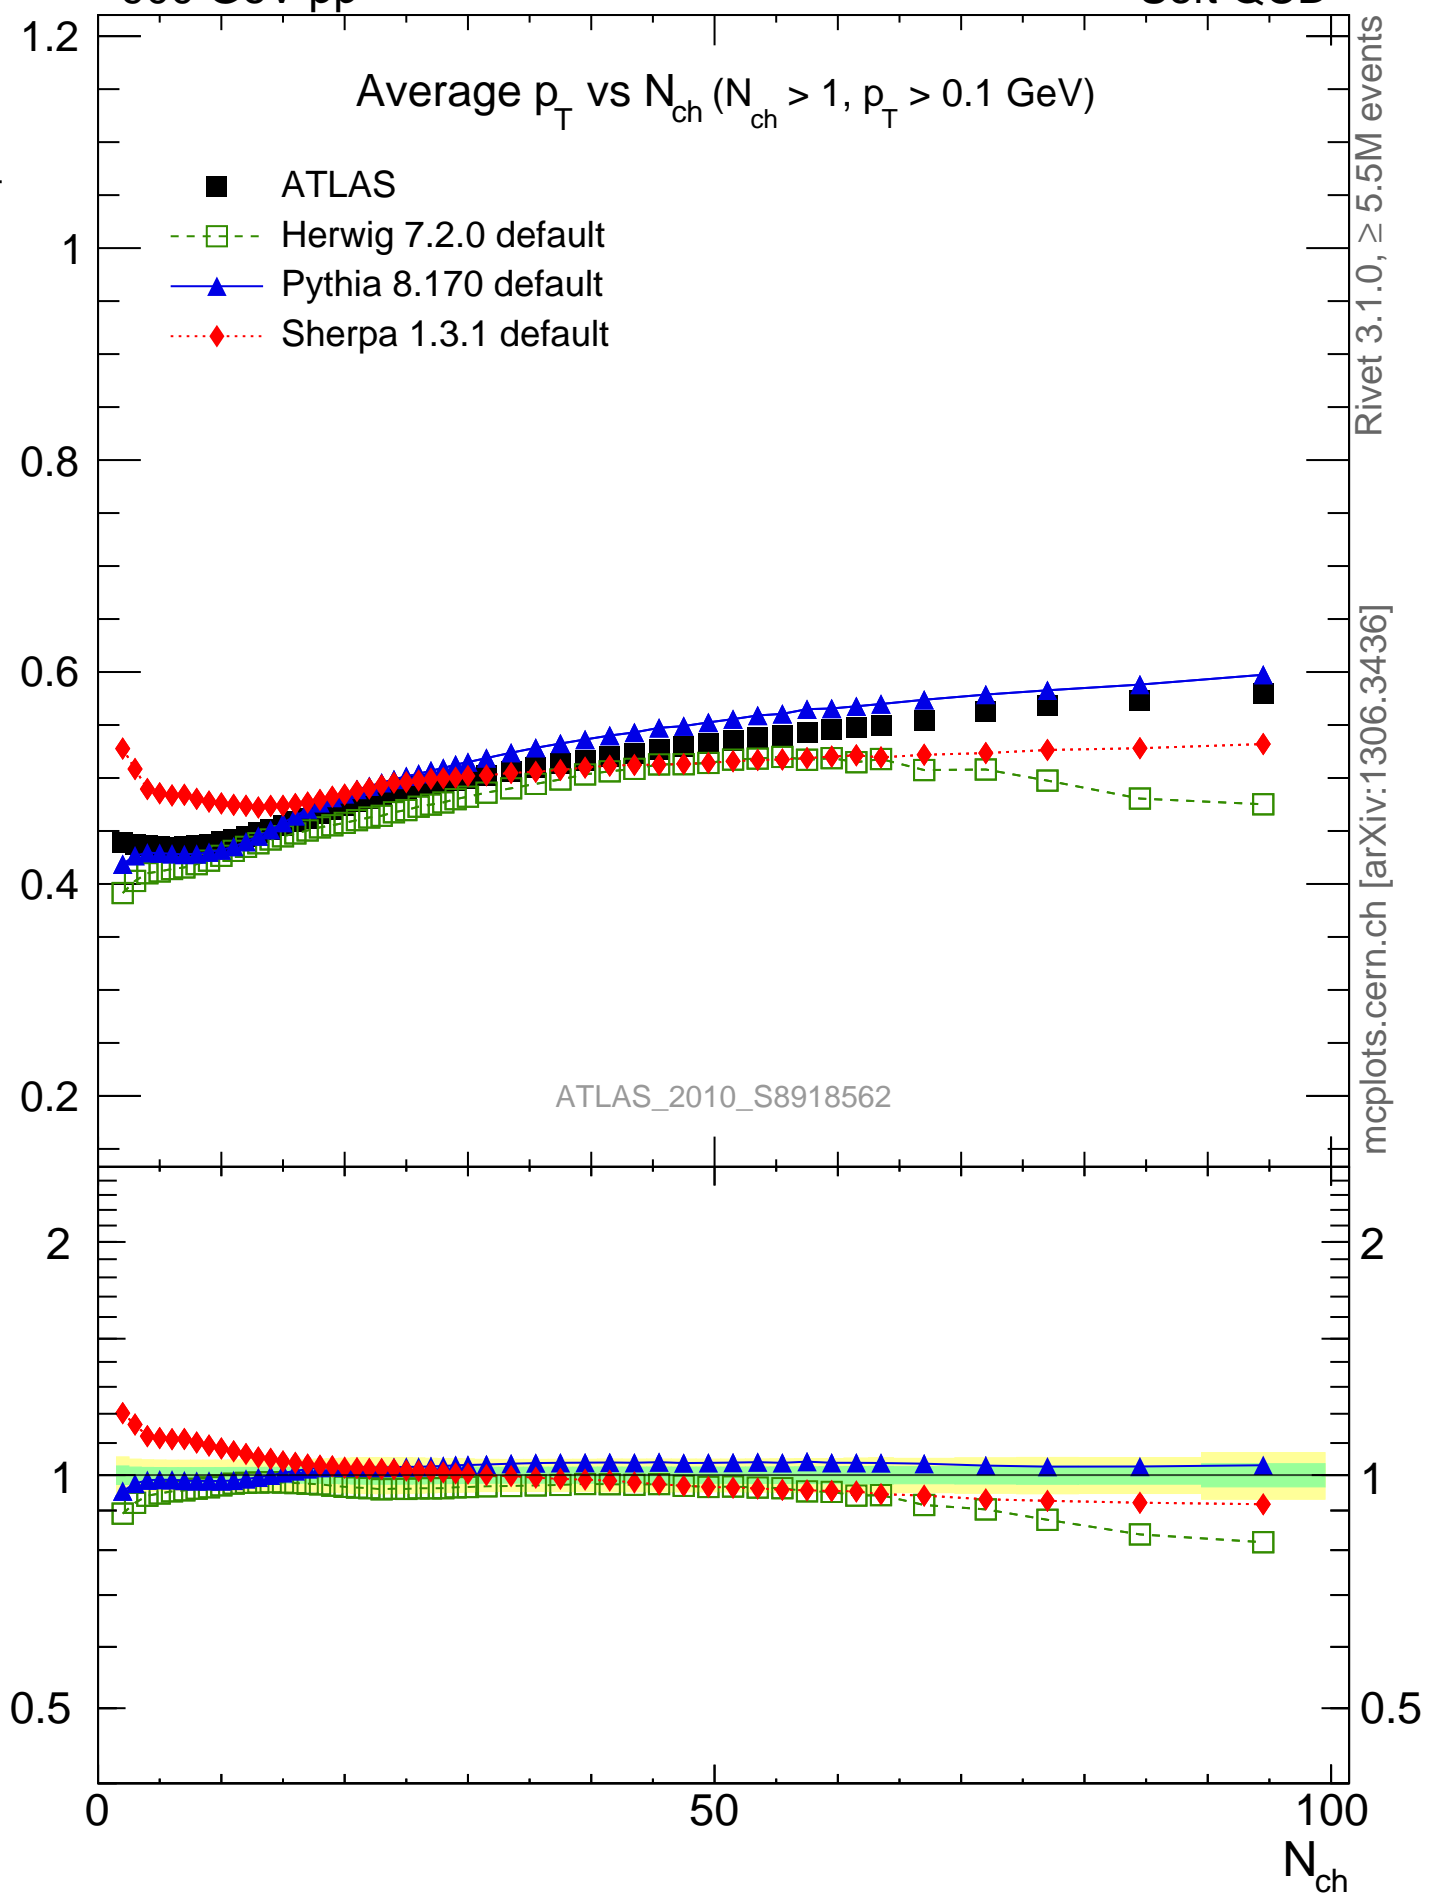 Average p_T vs N_ch (N_ch > 1, p_T > 0.1 GeV)
ATLAS
Herwig 7.2.0 default
Pythia 8.170 default
Sherpa 1.3.1 default
1.2
1
0.8
0.6
0.4
0.2
ATLAS_2010_S8918562
Rivet 3.1.0, ≥ 5.5M events
mcplots.cern.ch [arXiv:1306.3436]
2
1
0.5
2
1
0.5
0
50
100
N_ch